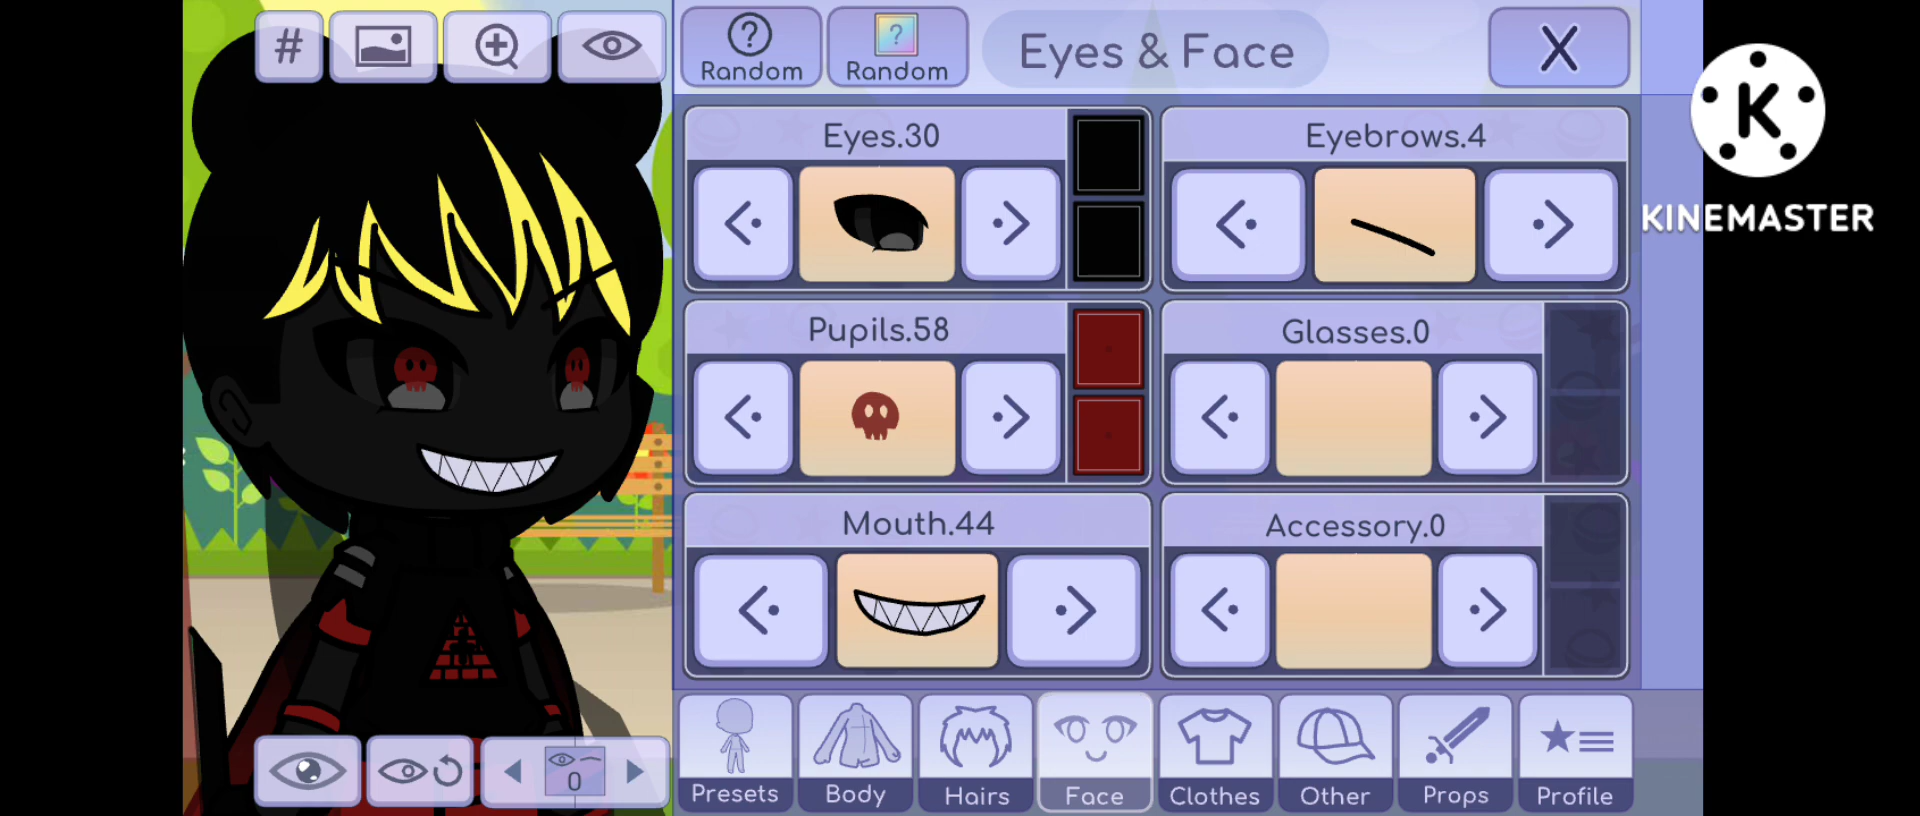 #
Random
Random
Eyes & Face
X
K
KINEMASTER
Eyes.30
Eyebrows.4
Pupils.58
Glasses.0
Mouth.44
Accessory.0
0
Presets
Body
Hairs
Face
Clothes
Other
Props
Profile